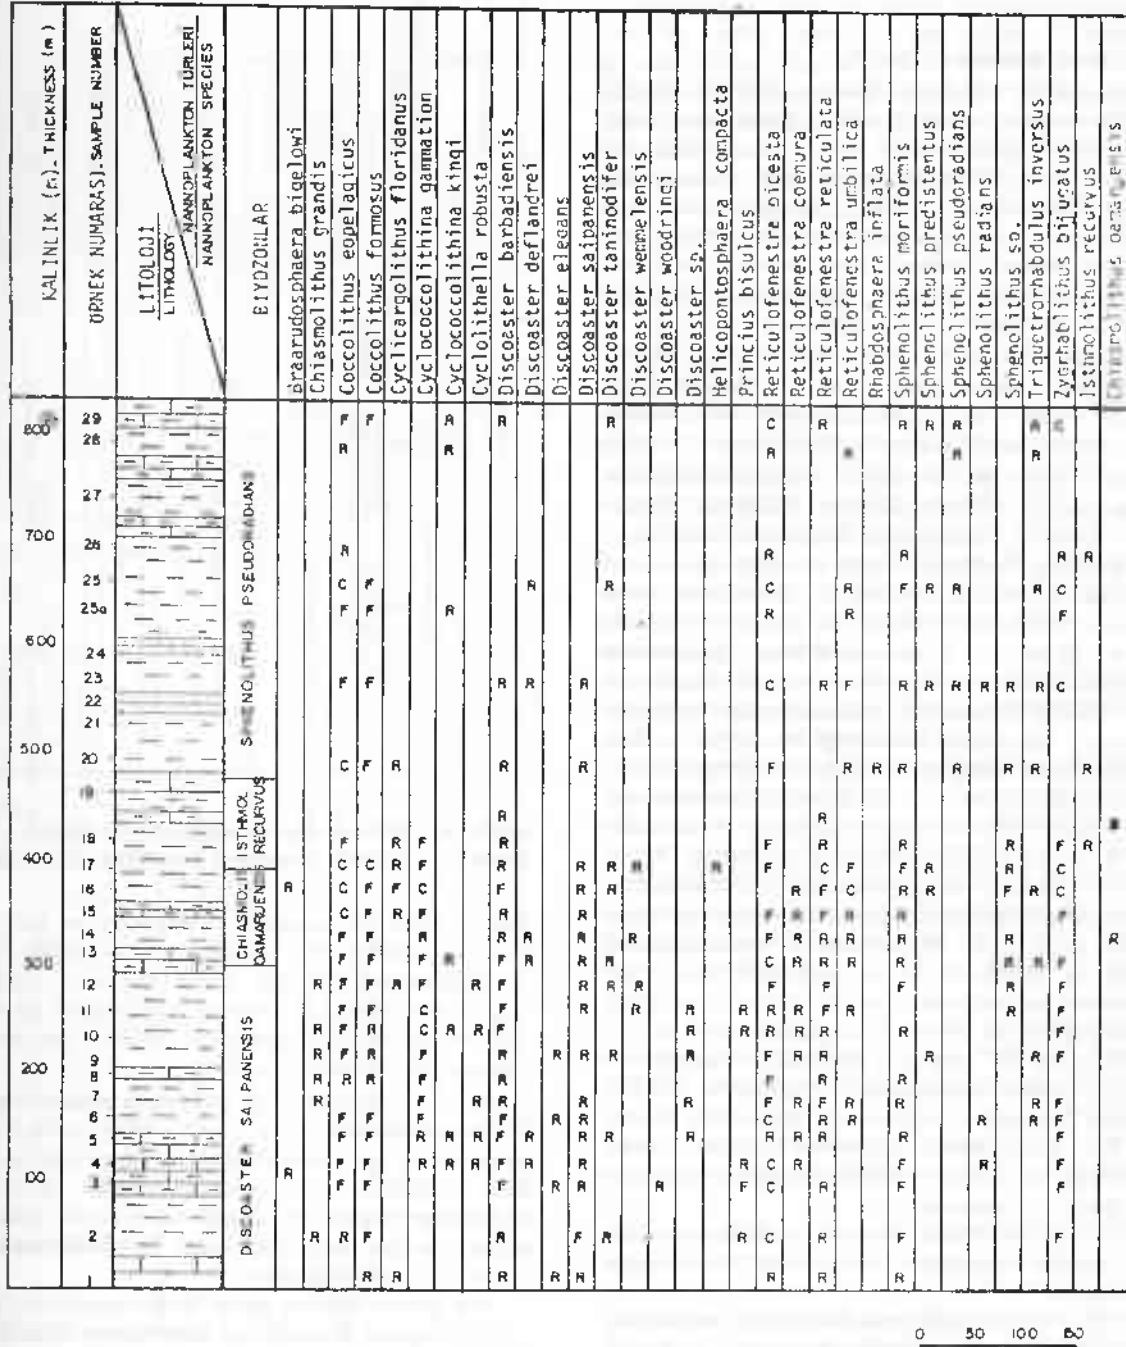 KALINLIK (m)- THICKNESS (m)
ÖRNEK NUMARASI-SAMPLE NUMBER
LİTOLOJİ
LITHOLOGY
NANNOPLANKTON TÜRLERİ
NANNOPLANKTON SPECIES
BİYOZONLAR
Braarudosphaera bigelowi
Chiasmolithus grandis
Coccolithus eopelagicus
Coccolithus formosus
Cyclicargolithus floridanus
Cyclococcolithina gammation
Cyclococcolithina kingi
Cyclolithella robusta
Discoaster barbadiensis
Discoaster deflandrei
Discoaster elegans
Discoaster saipanensis
Discoaster taninodifer
Discoaster wemmelensis
Discoaster woodringi
Discoaster sp.
Helicopontosphaera compacta
Princius bisulcus
Reticulofenestra bicesta
Reticulofenestra coenura
Reticulofenestra reticulata
Reticulofenestra umbilica
Rhabdosphaera inflata
Sphenolithus moriformis
Sphenolithus predistentus
Sphenolithus pseudoradians
Sphenolithus radians
Sphenolithus sp.
Triquetrorhabdulus inversus
Zygrhablithus bijugatus
Isthmolithus recurvus
800
29 F F R R R C R R R R
28 R R R
27
700
26 R R R R R
25 C F R R C R F R R R C
25a F F R R R F
600
24
23 F F R R R C R F R R R R R R C
22
21
500
20 C F R R R F R R R R R R R
R R
18 F R F R F R R R F R
400
17 C C R F R R R F C F F R R C
16 R C F F C F R R R F C R R F R C
15 C F R F R R
14 F F R R R R R F R R R R R R
300
13 F F F F R R R C R R R R
12 R F F R F R F R R R F F F R F
11 F F C F R R R R R F R R F
10 R F R C R R F R R R R R R F
9 R F R F R R R R R F R R R R F
200
8 R R R F R R R
7 R F R R R R F R F R R R F
6 F F F F R R C R R R R F
5 F F R R R F R R R R R R R R F
4 F F R R R F R R R C R F R F
100
R
3 F F F R R R F C R F F
2 R R F R F R R C R F F
1 R R R R R R R R
SPHENOLITHUS PSEUDORADIANS
ISTHMOL RECURVUS
CHIASMOLIT OAMARUENS
DISCOASTER SAIPANENSIS
0 50 100